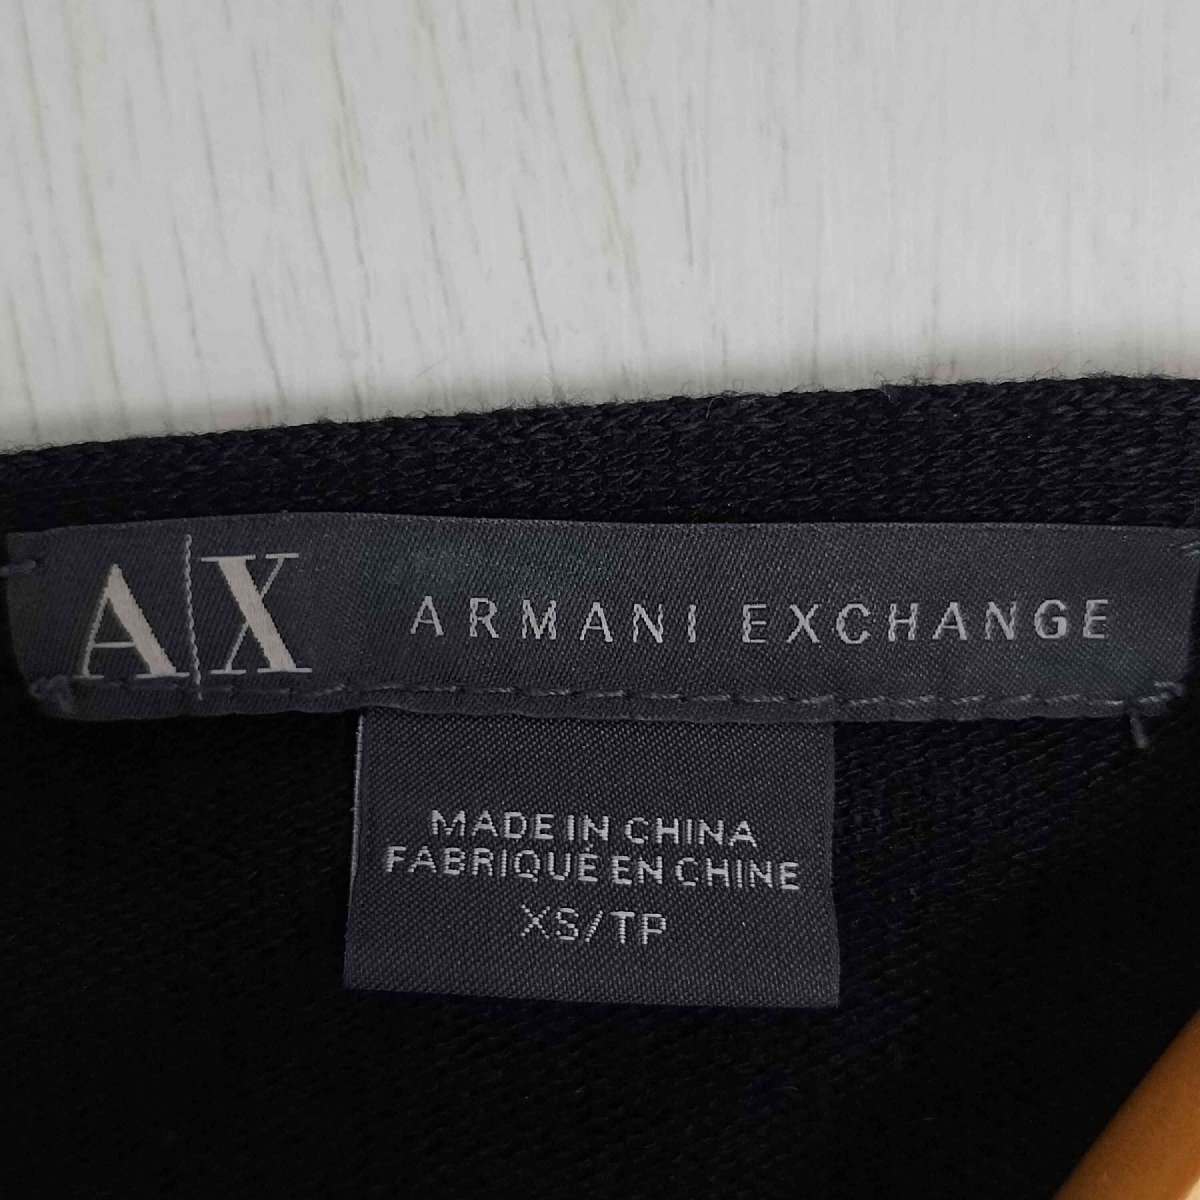 A|X ARMANI EXCHANGE
MADE IN CHINA
FABRIQUÉ EN CHINE
XS/TP